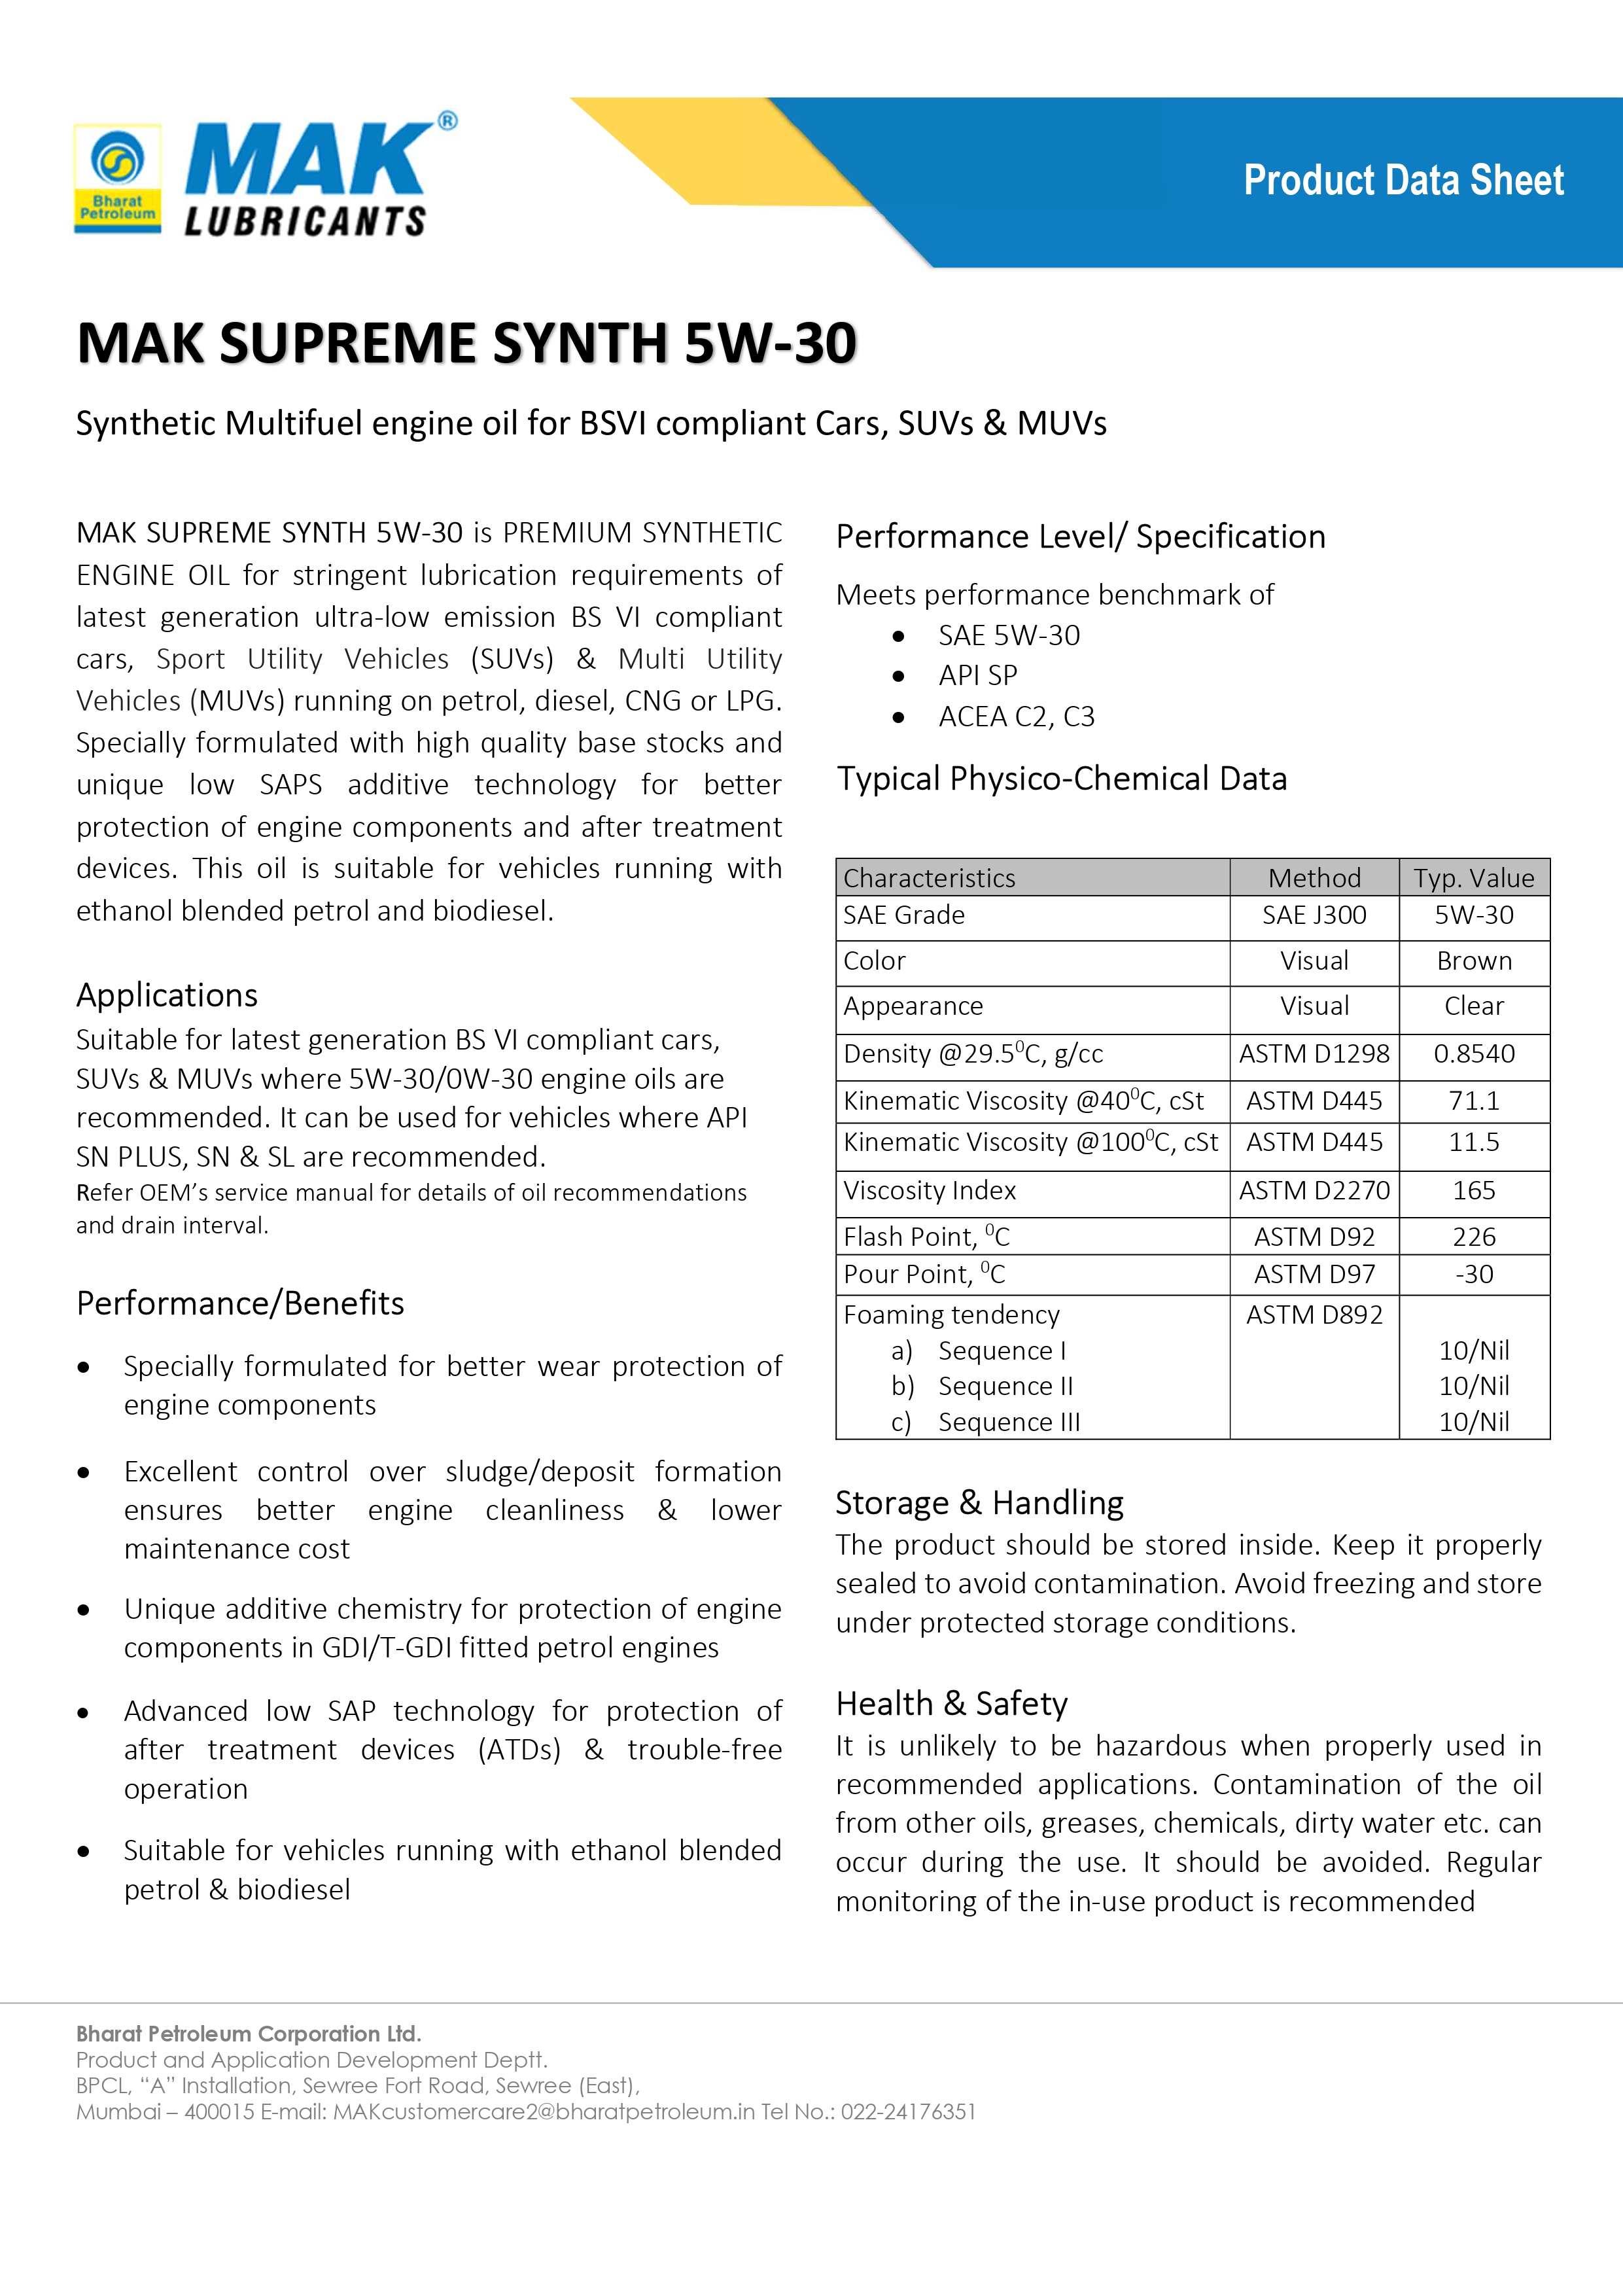 Bharat
Petroleum
MAK®
LUBRICANTS
Product Data Sheet
MAK SUPREME SYNTH 5W-30
Synthetic Multifuel engine oil for BSVI compliant Cars, SUVs & MUVs
MAK SUPREME SYNTH 5W-30 is PREMIUM SYNTHETIC
ENGINE OIL for stringent lubrication requirements of
latest generation ultra-low emission BS VI compliant
cars, Sport Utility Vehicles (SUVs) & Multi Utility
Vehicles (MUVs) running on petrol, diesel, CNG or LPG.
Specially formulated with high quality base stocks and
unique low SAPS additive technology for better
protection of engine components and after treatment
devices. This oil is suitable for vehicles running with
ethanol blended petrol and biodiesel.
Applications
Suitable for latest generation BS VI compliant cars,
SUVs & MUVs where 5W-30/0W-30 engine oils are
recommended. It can be used for vehicles where API
SN PLUS, SN & SL are recommended.
Refer OEM’s service manual for details of oil recommendations
and drain interval.
Performance/Benefits
• Specially formulated for better wear protection of
engine components
• Excellent control over sludge/deposit formation
ensures better engine cleanliness & lower
maintenance cost
• Unique additive chemistry for protection of engine
components in GDI/T-GDI fitted petrol engines
• Advanced low SAP technology for protection of
after treatment devices (ATDs) & trouble-free
operation
• Suitable for vehicles running with ethanol blended
petrol & biodiesel
Performance Level/ Specification
Meets performance benchmark of
• SAE 5W-30
• API SP
• ACEA C2, C3
Typical Physico-Chemical Data
Characteristics Method Typ. Value
SAE Grade SAE J300 5W-30
Color Visual Brown
Appearance Visual Clear
Density @29.5⁰C, g/cc ASTM D1298 0.8540
Kinematic Viscosity @40⁰C, cSt ASTM D445 71.1
Kinematic Viscosity @100⁰C, cSt ASTM D445 11.5
Viscosity Index ASTM D2270 165
Flash Point, ⁰C ASTM D92 226
Pour Point, ⁰C ASTM D97 -30
Foaming tendency ASTM D892
a) Sequence I 10/Nil
b) Sequence II 10/Nil
c) Sequence III 10/Nil
Storage & Handling
The product should be stored inside. Keep it properly
sealed to avoid contamination. Avoid freezing and store
under protected storage conditions.
Health & Safety
It is unlikely to be hazardous when properly used in
recommended applications. Contamination of the oil
from other oils, greases, chemicals, dirty water etc. can
occur during the use. It should be avoided. Regular
monitoring of the in-use product is recommended
Bharat Petroleum Corporation Ltd.
Product and Application Development Deptt.
BPCL, “A” Installation, Sewree Fort Road, Sewree (East),
Mumbai – 400015 E-mail: MAKcustomercare2@bharatpetroleum.in Tel No.: 022-24176351